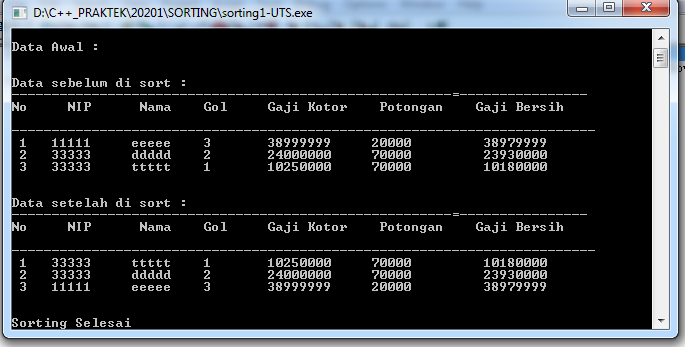 D:\C++_PRAKTEK\20201\SORTING\sorting1-UTS.exe
Data Awal :
Data sebelum di sort :
--------------------------------------------------------=----------------
No NIP Nama Gol Gaji Kotor Potongan Gaji Bersih
--------------------------------------------------------------------------
1 11111 eeeee 3 38999999 20000 38979999
2 33333 ddddd 2 24000000 70000 23930000
3 33333 ttttt 1 10250000 70000 10180000
Data setelah di sort :
--------------------------------------------------------=----------------
No NIP Nama Gol Gaji Kotor Potongan Gaji Bersih
--------------------------------------------------------------------------
1 33333 ttttt 1 10250000 70000 10180000
2 33333 ddddd 2 24000000 70000 23930000
3 11111 eeeee 3 38999999 20000 38979999
Sorting Selesai